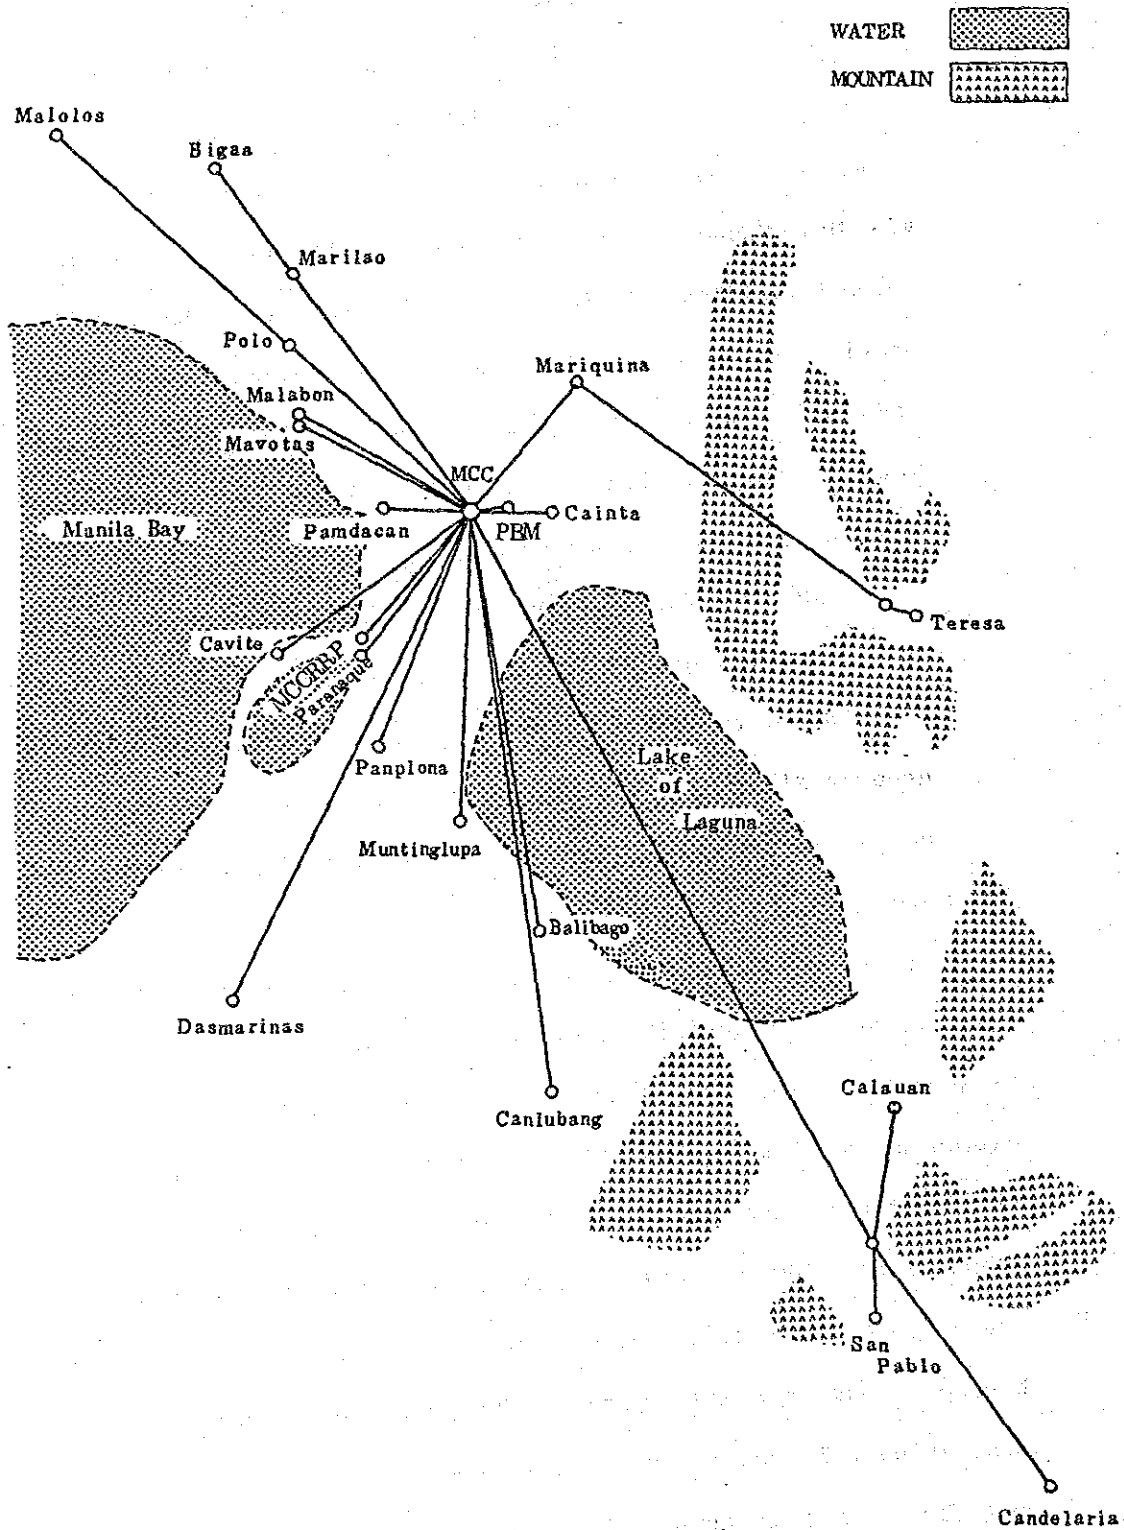 WATER
MOUNTAIN
Malolos
Bigaa
Marilao
Polo
Mariquina
Malabon
Mavotas
MCC
Manila Bay
Pamdacan
PBM
Cainta
Teresa
Cavite
MCCRRP
Paranaque
Panplona
Lake
of
Laguna
Muntinglupa
Balibago
Dasmarinas
Canlubang
Calauan
San
Pablo
Candelaria